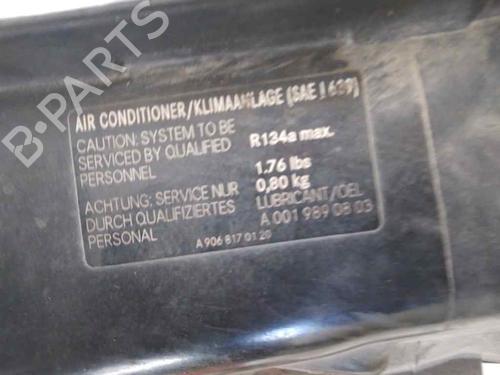 AIR CONDITIONER/KLIMAANLAGE (SAE J 639)
CAUTION: SYSTEM TO BE
SERVICED BY QUALIFIED
PERSONNEL
R134a max.
1.76 lbs
0,80 kg
ACHTUNG: SERVICE NUR
DURCH QUALIFIZIERTES
PERSONAL
LUBRICANT/OEL
A 001 989 08 03
A 906 817 01 20
B-PARTS